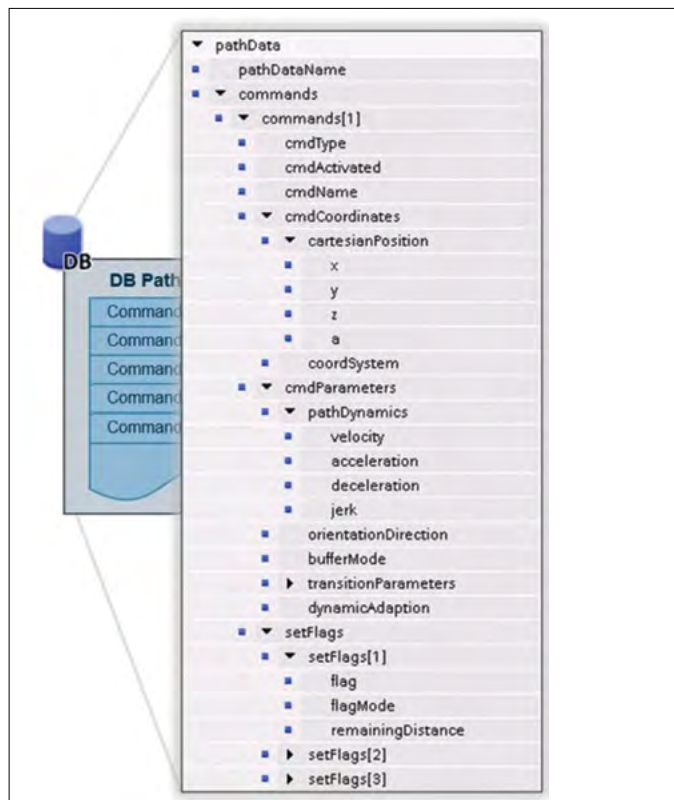 pathData
pathDataName
commands
commands[1]
cmdType
cmdActivated
cmdName
cmdCoordinates
cartesianPosition
x
y
z
a
coordSystem
cmdParameters
pathDynamics
velocity
acceleration
deceleration
jerk
orientationDirection
bufferMode
transitionParameters
dynamicAdaption
setFlags
setFlags[1]
flag
flagMode
remainingDistance
setFlags[2]
setFlags[3]
DB
DB Path
Command
Command
Command
Command
Command